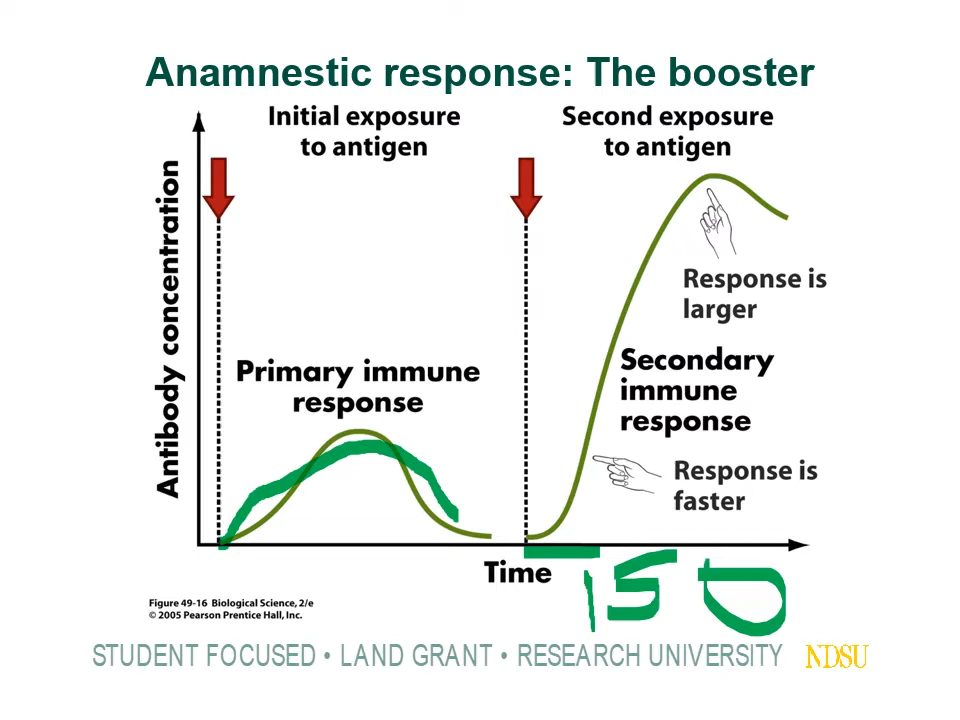 Anamnestic response: The booster
Initial exposure
to antigen
Second exposure
to antigen
Antibody concentration
Response is
larger
Primary immune
response
Secondary
immune
response
Response is
faster
Time
150
Figure 49-16 Biological Science, 2/e
© 2005 Pearson Prentice Hall, Inc.
STUDENT FOCUSED • LAND GRANT • RESEARCH UNIVERSITY NDSU